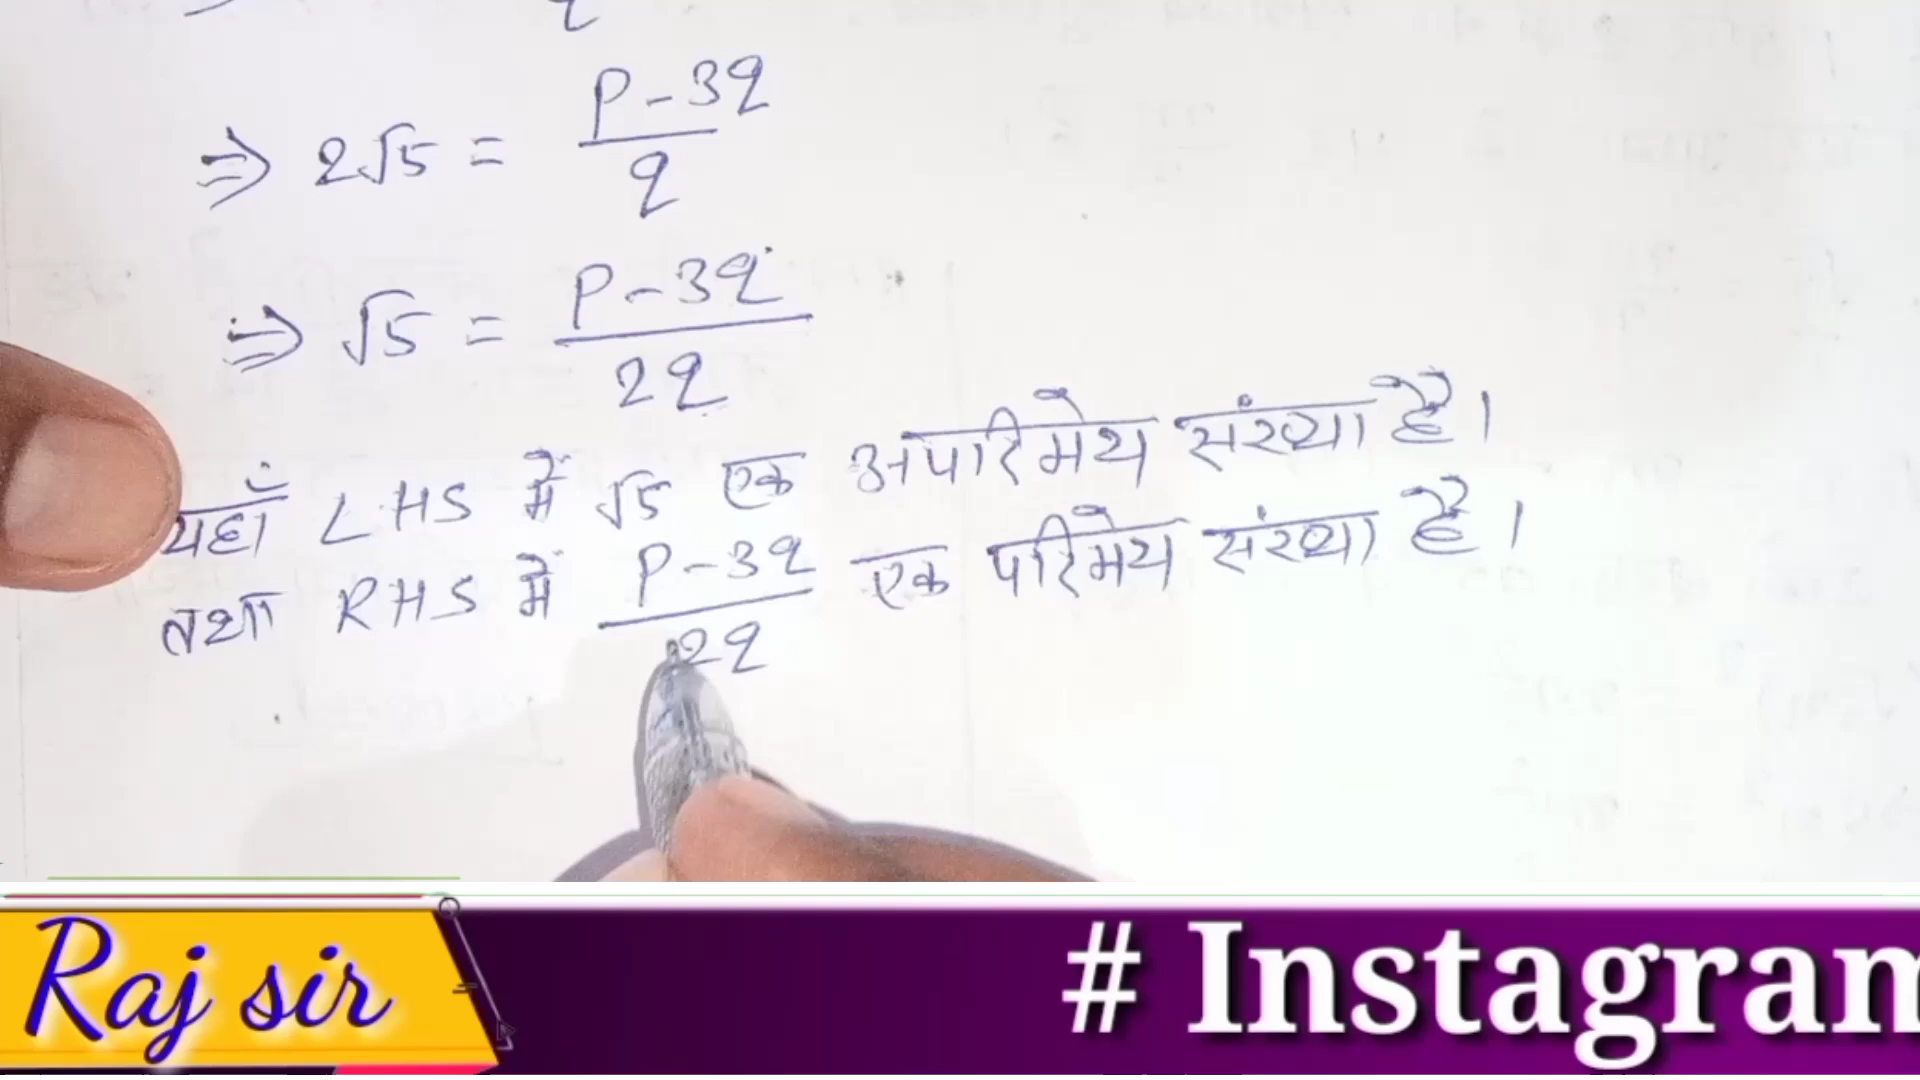 q
⇒ 2√5 = (P-3q)/q
⇒ √5 = (P-3q)/2q
यहाँ LHS में √5 एक अपरिमेय संख्या है।
तथा RHS में (P-3q)/2q एक परिमेय संख्या है।
Raj sir
# Instagram